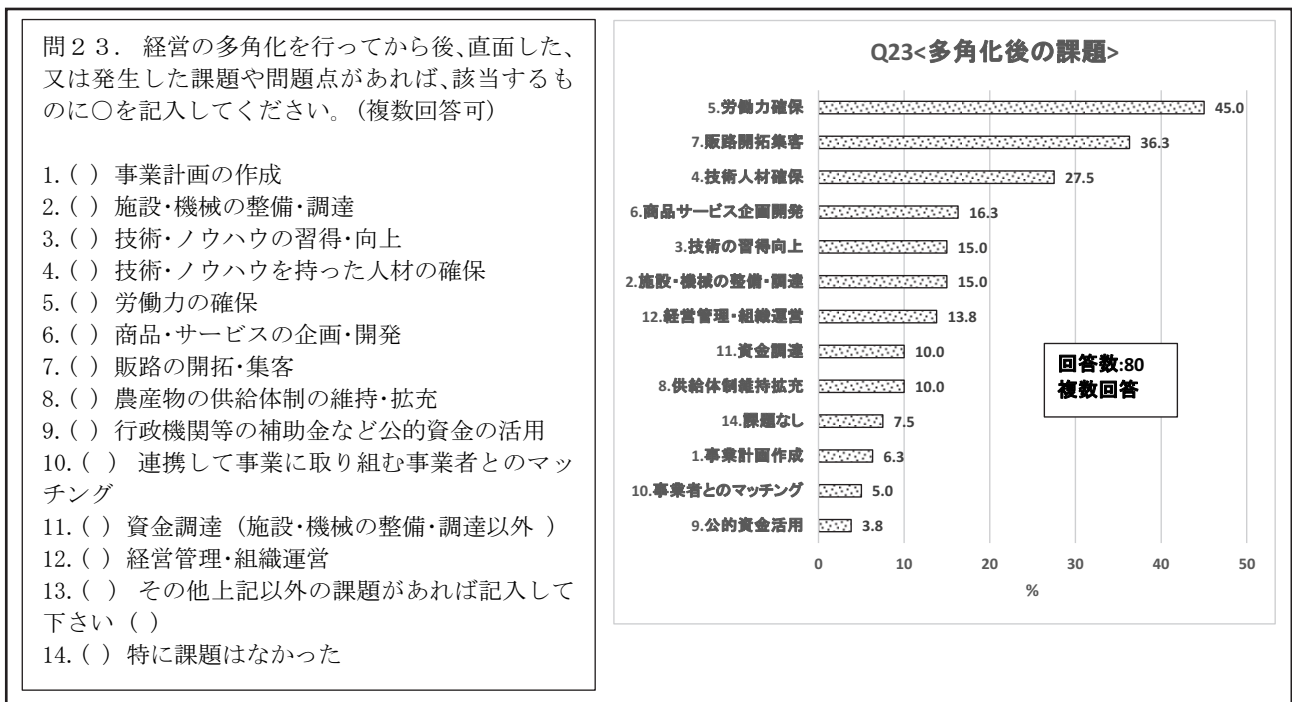 問23. 経営の多角化を行ってから後、直面した、
又は発生した課題や問題点があれば、該当するも
のに○を記入してください。(複数回答可)
1. ( ) 事業計画の作成
2. ( ) 施設・機械の整備・調達
3. ( ) 技術・ノウハウの習得・向上
4. ( ) 技術・ノウハウを持った人材の確保
5. ( ) 労働力の確保
6. ( ) 商品・サービスの企画・開発
7. ( ) 販路の開拓・集客
8. ( ) 農産物の供給体制の維持・拡充
9. ( ) 行政機関等の補助金など公的資金の活用
10. ( ) 連携して事業に取り組む事業者とのマッ
チング
11. ( ) 資金調達 (施設・機械の整備・調達以外 )
12. ( ) 経営管理・組織運営
13. ( ) その他上記以外の課題があれば記入して
下さい ( )
14. ( ) 特に課題はなかった
Q23<多角化後の課題>
5.労働力確保 45.0
7.販路開拓集客 36.3
4.技術人材確保 27.5
6.商品サービス企画開発 16.3
3.技術の習得向上 15.0
2.施設・機械の整備・調達 15.0
12.経営管理・組織運営 13.8
11.資金調達 10.0
8.供給体制維持拡充 10.0
14.課題なし 7.5
1.事業計画作成 6.3
10.事業者とのマッチング 5.0
9.公的資金活用 3.8
回答数:80
複数回答
0 10 20 30 40 50
%